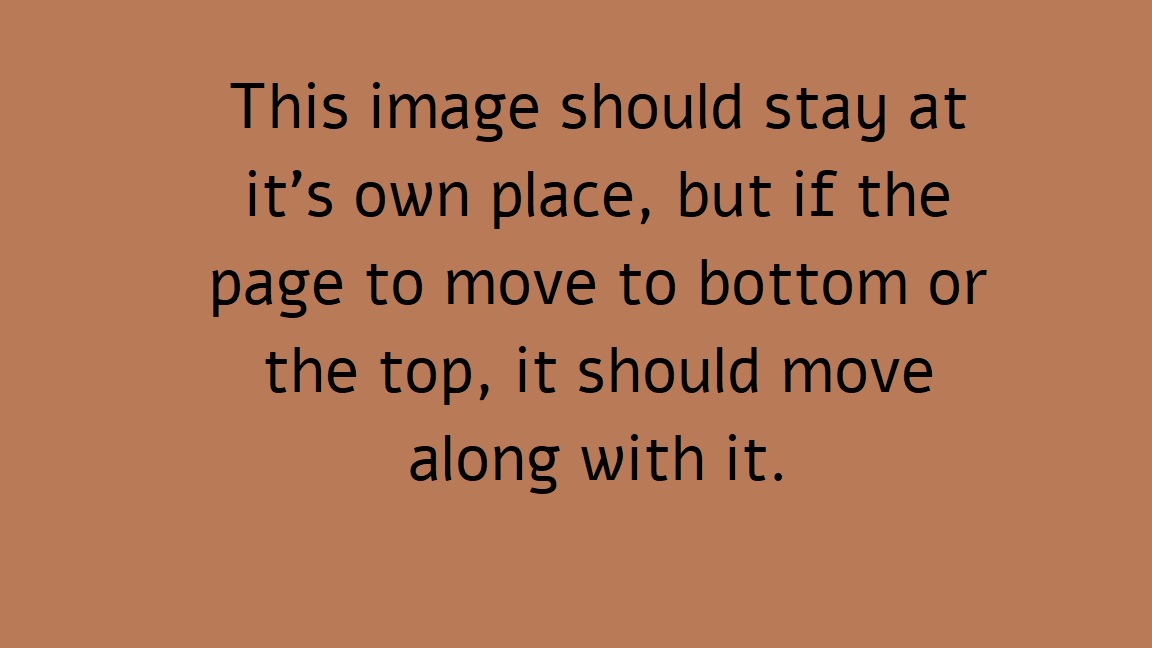 This image should stay at
it’s own place, but if the
page to move to bottom or
the top, it should move
along with it.